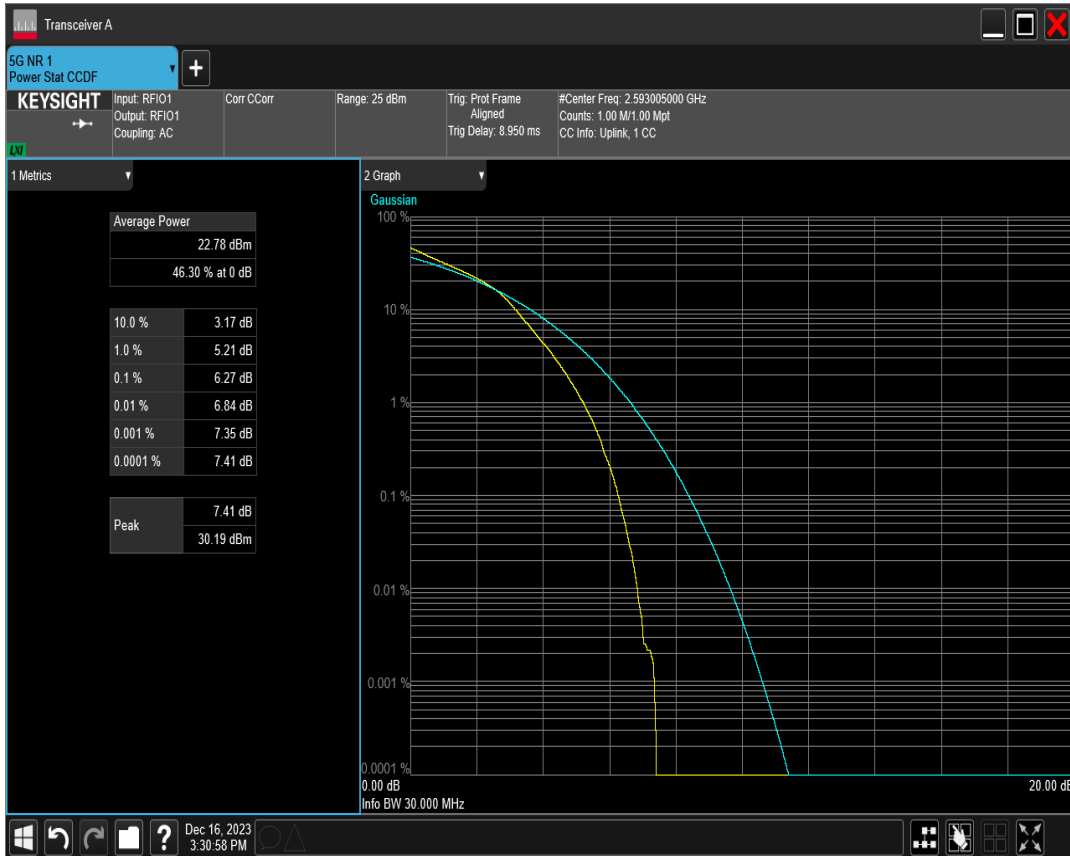 Transceiver A
5G NR 1
Power Stat CCDF
KEYSIGHT
LXI
Input: RFIO1
Output: RFIO1
Coupling: AC
Corr CCorr
Range: 25 dBm
Trig: Prot Frame
Aligned
Trig Delay: 8.950 ms
#Center Freq: 2.593005000 GHz
Counts: 1.00 M/1.00 Mpt
CC Info: Uplink, 1 CC
1 Metrics
Average Power
22.78 dBm
46.30 % at 0 dB
10.0 % 3.17 dB
1.0 % 5.21 dB
0.1 % 6.27 dB
0.01 % 6.84 dB
0.001 % 7.35 dB
0.0001 % 7.41 dB
Peak
7.41 dB
30.19 dBm
2 Graph
Gaussian
100 %
10 %
1 %
0.1 %
0.01 %
0.001 %
0.0001 %
0.00 dB 20.00 dB
Info BW 30.000 MHz
? Dec 16, 2023
3:30:58 PM